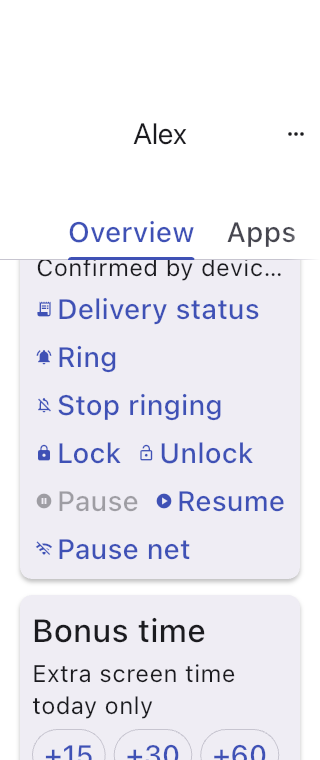 Alex
Overview Apps
Confirmed by devic...
Delivery status
Ring
Stop ringing
Lock Unlock
Pause Resume
Pause net
Bonus time
Extra screen time
today only
+15 +30 +60